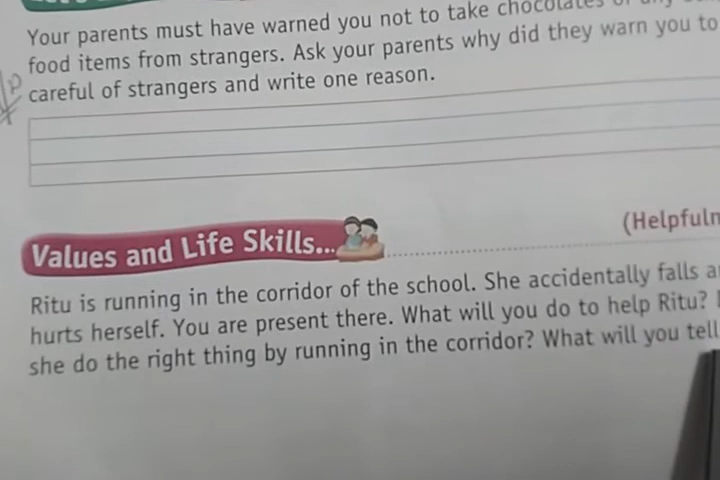 Your parents must have warned you not to take chocolates or any
food items from strangers. Ask your parents why did they warn you to
careful of strangers and write one reason.
(Helpfuln
Values and Life Skills...
Ritu is running in the corridor of the school. She accidentally falls a
hurts herself. You are present there. What will you do to help Ritu?
she do the right thing by running in the corridor? What will you tell